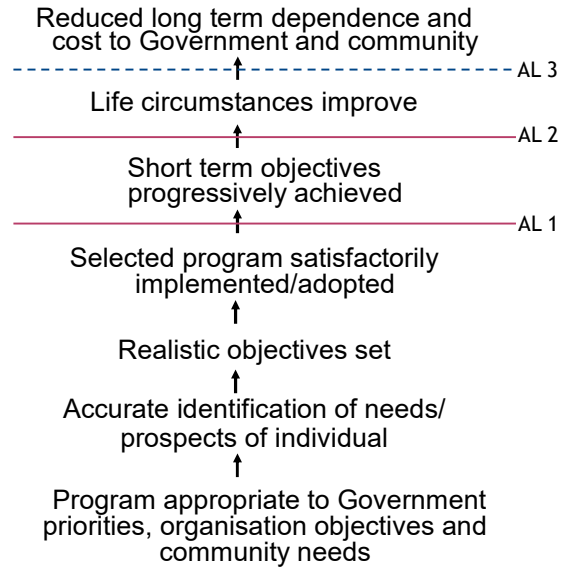 Reduced long term dependence and
cost to Government and community
AL 3
Life circumstances improve
AL 2
Short term objectives
progressively achieved
AL 1
Selected program satisfactorily
implemented/adopted
Realistic objectives set
Accurate identification of needs/
prospects of individual
Program appropriate to Government
priorities, organisation objectives and
community needs